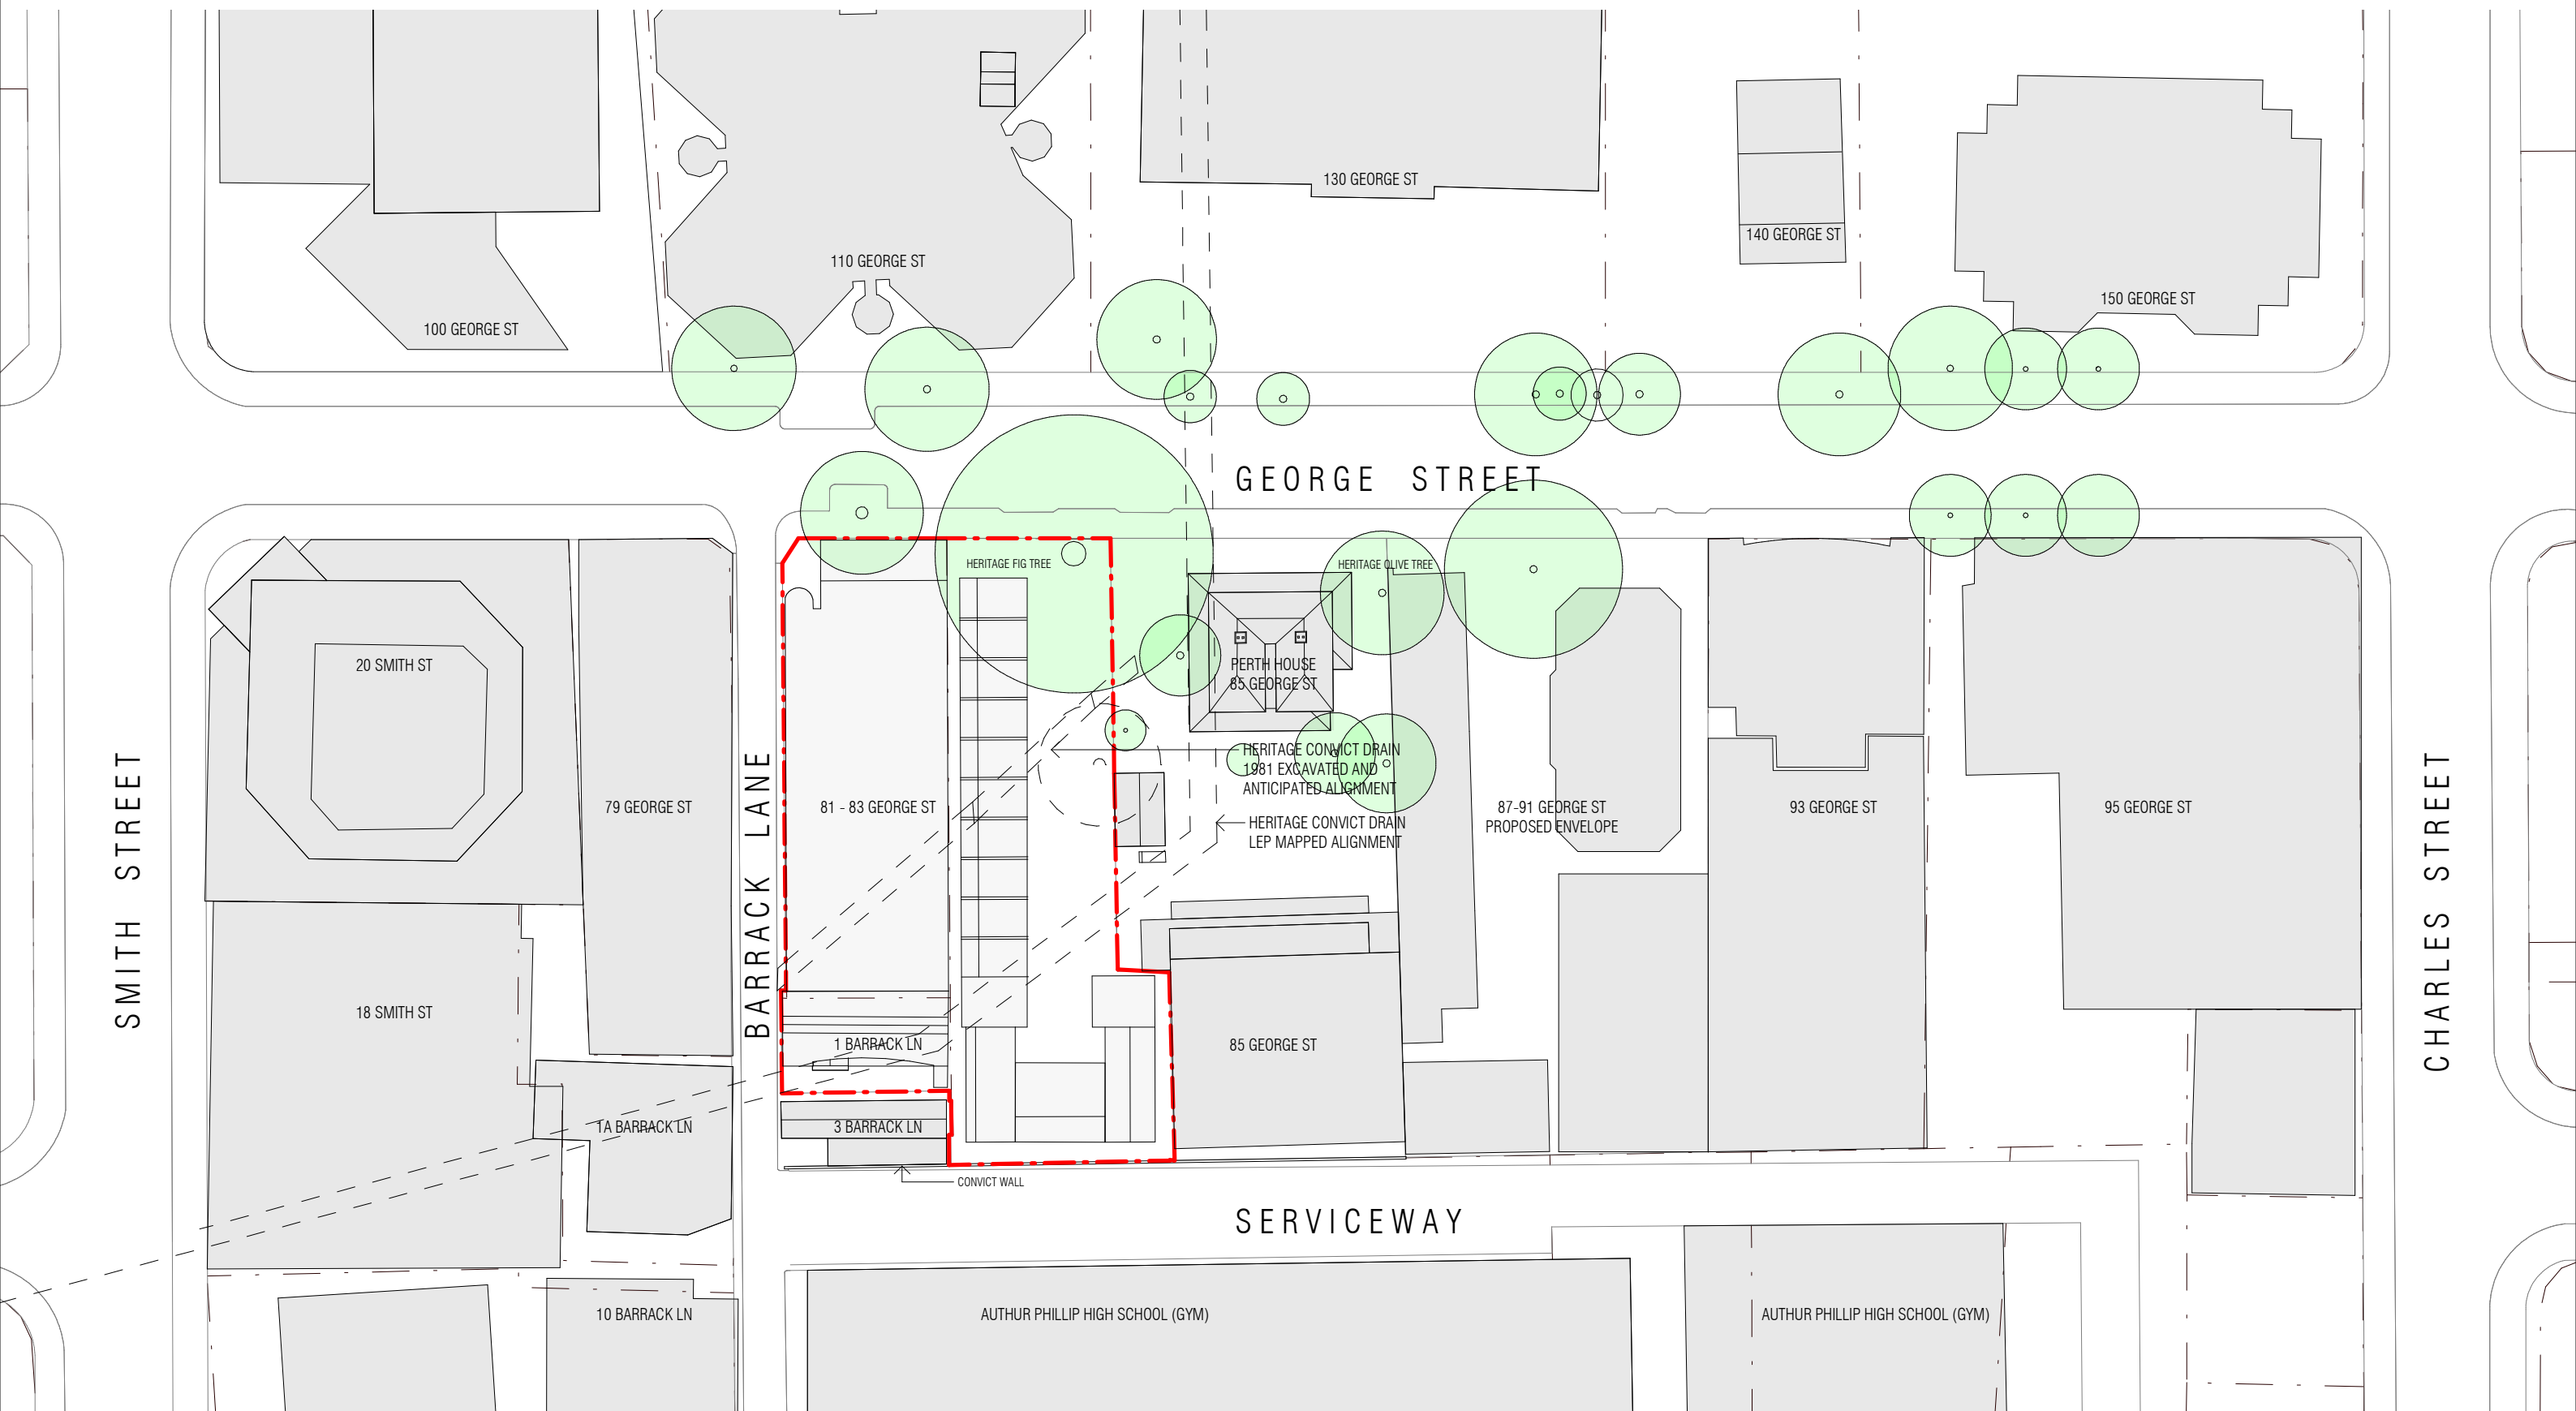 130 GEORGE ST
140 GEORGE ST
110 GEORGE ST
150 GEORGE ST
100 GEORGE ST
GEORGE STREET
HERITAGE FIG TREE
HERITAGE OLIVE TREE
20 SMITH ST
PERTH HOUSE
85 GEORGE ST
SMITH STREET
BARRACK LANE
HERITAGE CONVICT DRAIN
1981 EXCAVATED AND
ANTICIPATED ALIGNMENT
CHARLES STREET
79 GEORGE ST
81 - 83 GEORGE ST
87-91 GEORGE ST
PROPOSED ENVELOPE
93 GEORGE ST
95 GEORGE ST
HERITAGE CONVICT DRAIN
LEP MAPPED ALIGNMENT
18 SMITH ST
1 BARRACK LN
85 GEORGE ST
1A BARRACK LN
3 BARRACK LN
CONVICT WALL
SERVICEWAY
10 BARRACK LN
AUTHUR PHILLIP HIGH SCHOOL (GYM)
AUTHUR PHILLIP HIGH SCHOOL (GYM)